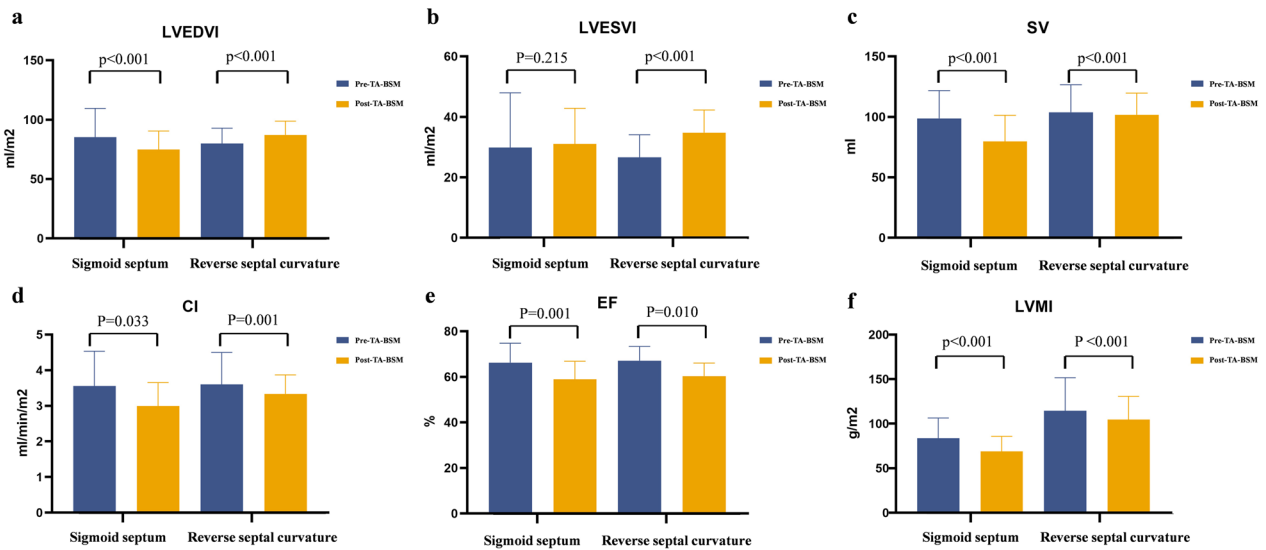 a
LVEDVI
150
100
50
0
ml/m2
p<0.001
p<0.001
Pre-TA-BSM
Post-TA-BSM
Sigmoid septum
Reverse septal curvature
b
LVESVI
60
40
20
0
ml/m2
P=0.215
p<0.001
Pre-TA-BSM
Post-TA-BSM
Sigmoid septum
Reverse septal curvature
c
SV
150
100
50
0
ml
p<0.001
p<0.001
Pre-TA-BSM
Post-TA-BSM
Sigmoid septum
Reverse septal curvature
d
CI
5
4
3
2
1
0
ml/min/m2
P=0.033
P=0.001
Pre-TA-BSM
Post-TA-BSM
Sigmoid septum
Reverse septal curvature
e
EF
80
60
40
20
0
%
P=0.001
P=0.010
Pre-TA-BSM
Post-TA-BSM
Sigmoid septum
Reverse septal curvature
f
LVMI
200
150
100
50
0
g/m2
p<0.001
P <0.001
Pre-TA-BSM
Post-TA-BSM
Sigmoid septum
Reverse septal curvature